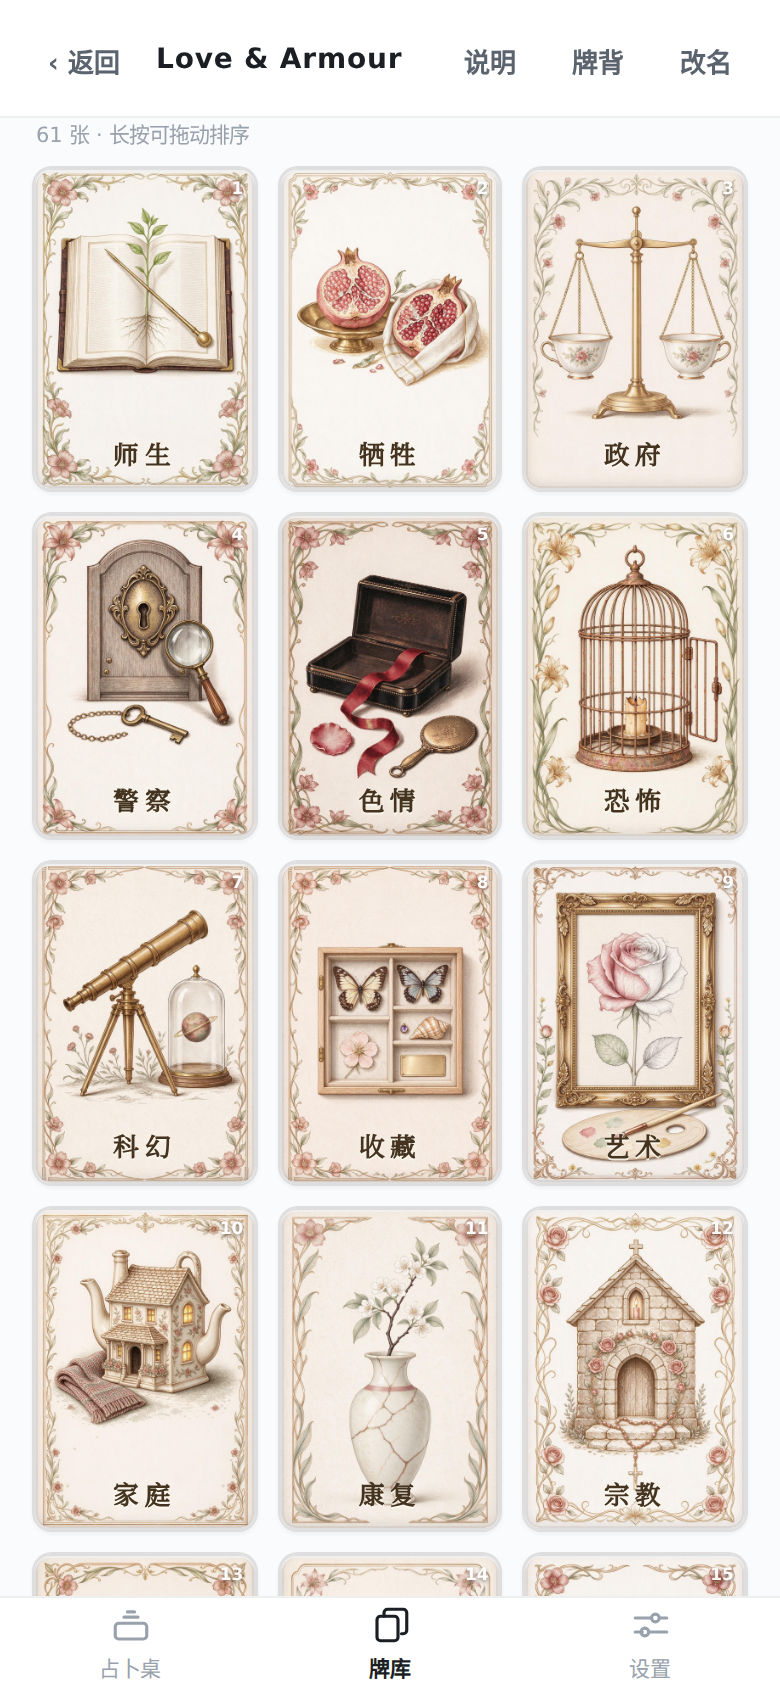 ‹ 返回 Love & Armour 说明 牌背 改名
61 张 · 长按可拖动排序
1 2 3
师生 牺牲 政府
4 5 6
警察 色情 恐怖
7 8 9
科幻 收藏 艺术
10 11 12
家庭 康复 宗教
13 14 15
占卜桌 牌库 设置